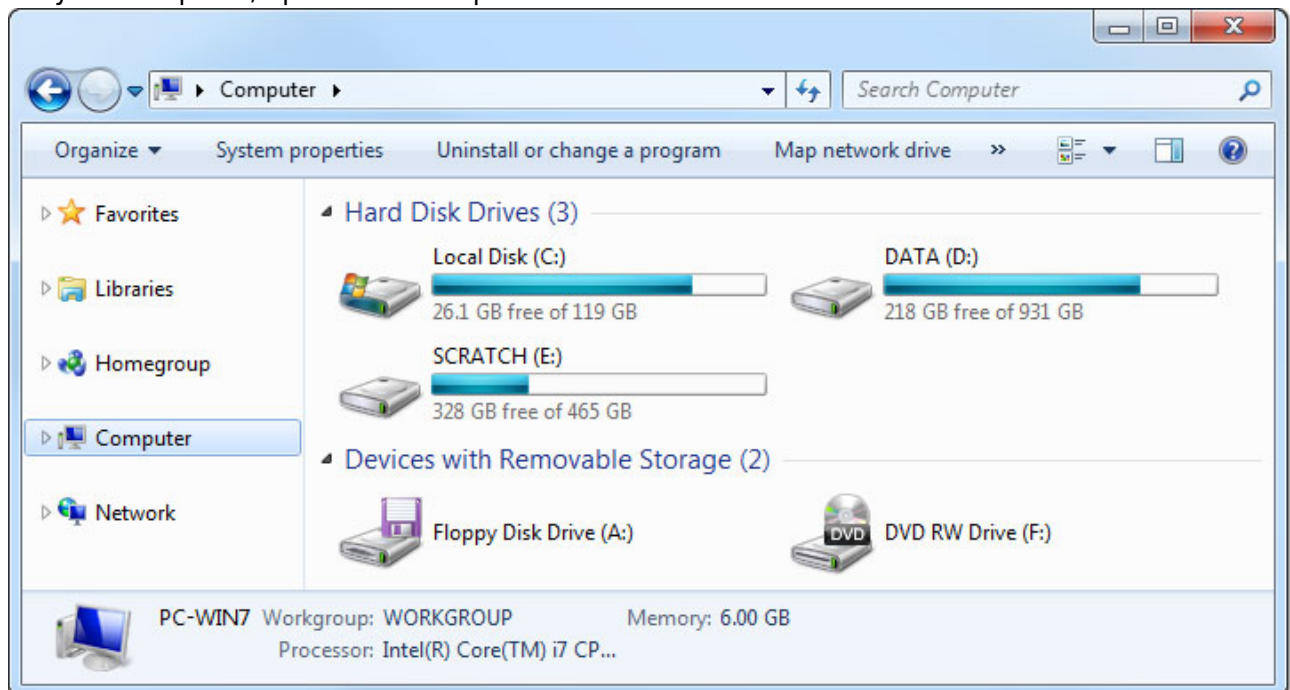 Computer
Search Computer
Organize System properties Uninstall or change a program Map network drive »
Favorites
Libraries
Homegroup
Computer
Network
Hard Disk Drives (3)
Local Disk (C:)
26.1 GB free of 119 GB
DATA (D:)
218 GB free of 931 GB
SCRATCH (E:)
328 GB free of 465 GB
Devices with Removable Storage (2)
Floppy Disk Drive (A:)
DVD
DVD RW Drive (F:)
PC-WIN7 Workgroup: WORKGROUP Memory: 6.00 GB
Processor: Intel(R) Core(TM) i7 CP...